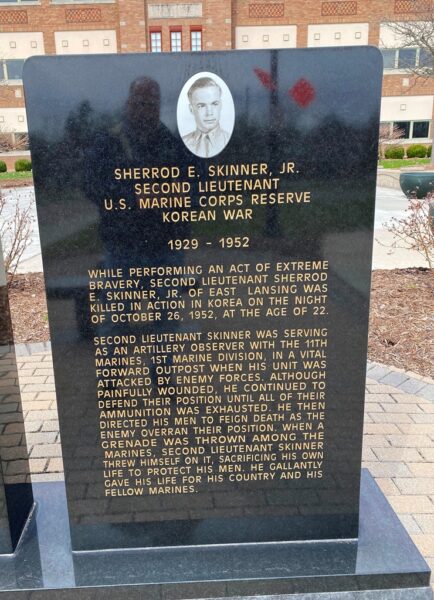 SHERROD E. SKINNER, JR.
SECOND LIEUTENANT
U.S. MARINE CORPS RESERVE
KOREAN WAR
1929 - 1952
WHILE PERFORMING AN ACT OF EXTREME
BRAVERY, SECOND LIEUTENANT SHERROD
E. SKINNER, JR. OF EAST LANSING WAS
KILLED IN ACTION IN KOREA ON THE NIGHT
OF OCTOBER 26, 1952, AT THE AGE OF 22.
SECOND LIEUTENANT SKINNER WAS SERVING
AS AN ARTILLERY OBSERVER WITH THE 11TH
MARINES, 1ST MARINE DIVISION, IN A VITAL
FORWARD OUTPOST WHEN HIS UNIT WAS
ATTACKED BY ENEMY FORCES. ALTHOUGH
PAINFULLY WOUNDED, HE CONTINUED TO
DEFEND THEIR POSITION UNTIL ALL OF THEIR
AMMUNITION WAS EXHAUSTED. HE THEN
DIRECTED HIS MEN TO FEIGN DEATH AS THE
ENEMY OVERRAN THEIR POSITION. WHEN A
GRENADE WAS THROWN AMONG THE
MARINES, SECOND LIEUTENANT SKINNER
THREW HIMSELF ON IT, SACRIFICING HIS OWN
LIFE TO PROTECT HIS MEN. HE GALLANTLY
GAVE HIS LIFE FOR HIS COUNTRY AND HIS
FELLOW MARINES.